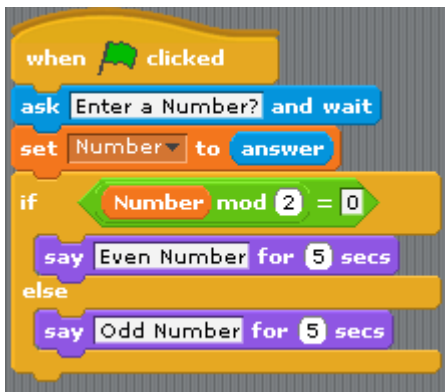 when clicked
ask Enter a Number? and wait
set Number to answer
if Number mod 2 = 0
say Even Number for 5 secs
else
say Odd Number for 5 secs